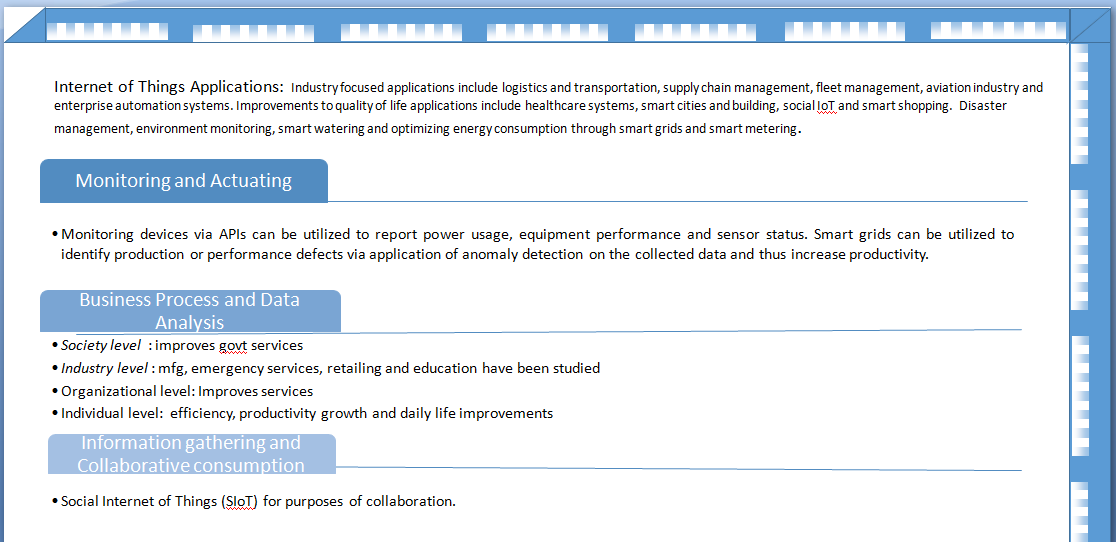 Internet of Things Applications: Industry focused applications include logistics and transportation, supply chain management, fleet management, aviation industry and
enterprise automation systems. Improvements to quality of life applications include healthcare systems, smart cities and building, social IoT and smart shopping. Disaster
management, environment monitoring, smart watering and optimizing energy consumption through smart grids and smart metering.
Monitoring and Actuating
• Monitoring devices via APIs can be utilized to report power usage, equipment performance and sensor status. Smart grids can be utilized to
identify production or performance defects via application of anomaly detection on the collected data and thus increase productivity.
Business Process and Data
Analysis
• Society level : improves govt services
• Industry level : mfg, emergency services, retailing and education have been studied
• Organizational level: Improves services
• Individual level: efficiency, productivity growth and daily life improvements
Information gathering and
Collaborative consumption
• Social Internet of Things (SIoT) for purposes of collaboration.